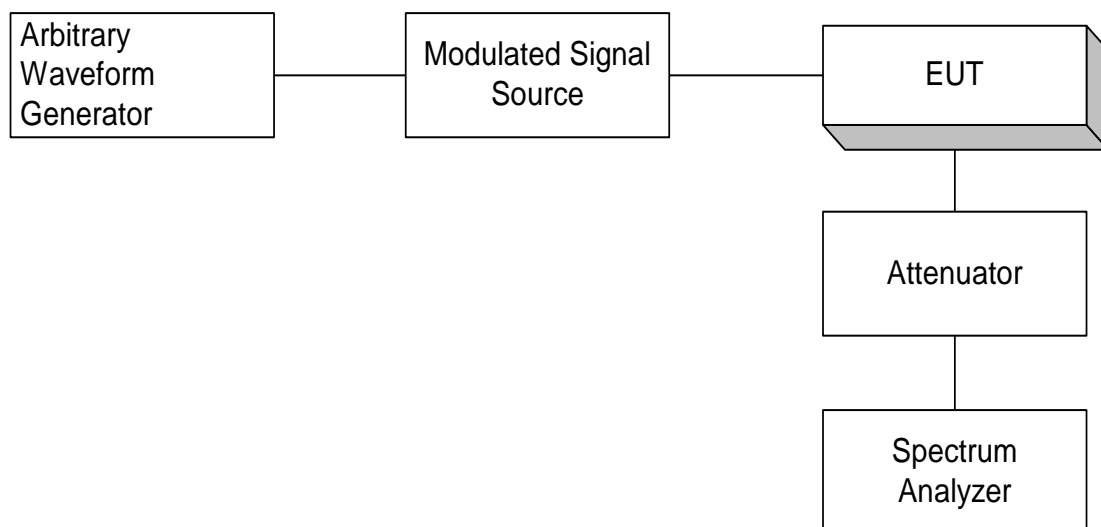 Arbitrary
Waveform
Generator
Modulated Signal
Source
EUT
Attenuator
Spectrum
Analyzer